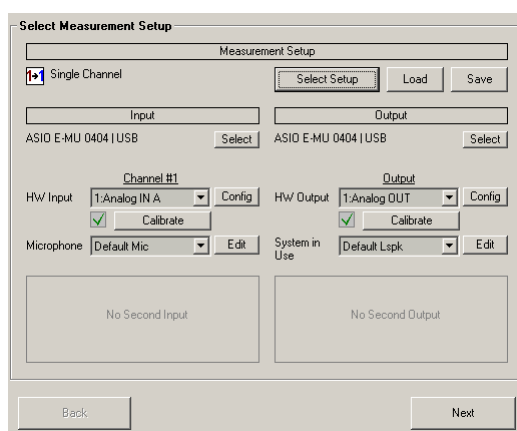 Select Measurement Setup
Measurement Setup
1→1 Single Channel
Select Setup Load Save
Input Output
ASIO E-MU 0404 | USB Select ASIO E-MU 0404 | USB Select
Channel #1 Output
HW Input 1:Analog IN A Config HW Output 1:Analog OUT Config
Calibrate Calibrate
Microphone Default Mic Edit System in Use Default Lspk Edit
No Second Input No Second Output
Back Next